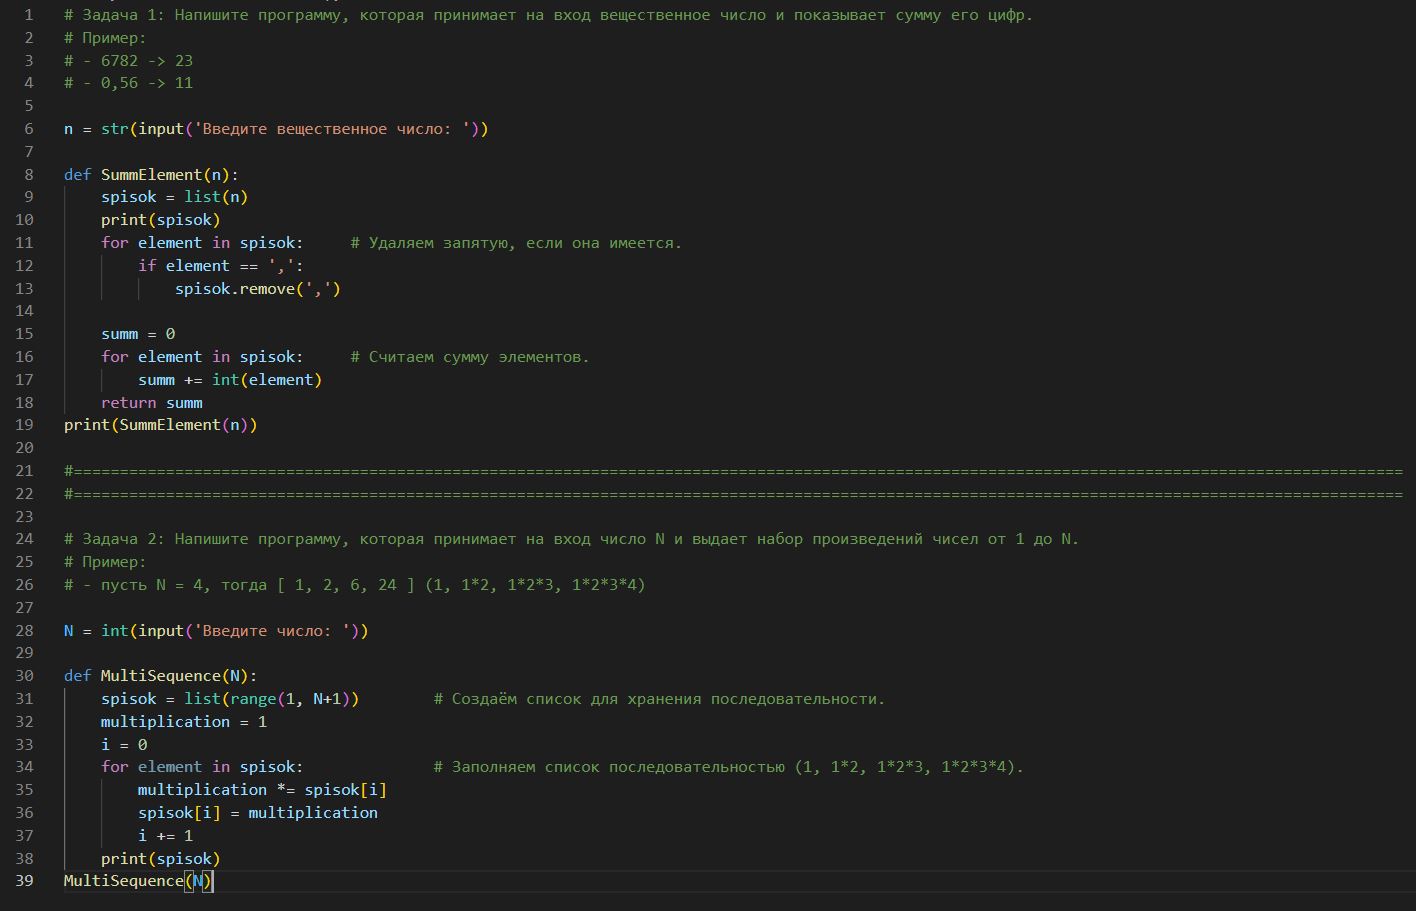 1 # Задача 1: Напишите программу, которая принимает на вход вещественное число и показывает сумму его цифр.
2 # Пример:
3 # - 6782 -> 23
4 # - 0,56 -> 11
5
6 n = str(input('Введите вещественное число: '))
7
8 def SummElement(n):
9     spisok = list(n)
10     print(spisok)
11     for element in spisok:     # Удаляем запятую, если она имеется.
12         if element == ',':
13             spisok.remove(',')
14
15     summ = 0
16     for element in spisok:     # Считаем сумму элементов.
17         summ += int(element)
18     return summ
19 print(SummElement(n))
20
21 #================================================================================================================================================
22 #================================================================================================================================================
23
24 # Задача 2: Напишите программу, которая принимает на вход число N и выдает набор произведений чисел от 1 до N.
25 # Пример:
26 # - пусть N = 4, тогда [ 1, 2, 6, 24 ] (1, 1*2, 1*2*3, 1*2*3*4)
27
28 N = int(input('Введите число: '))
29
30 def MultiSequence(N):
31     spisok = list(range(1, N+1))        # Создаём список для хранения последовательности.
32     multiplication = 1
33     i = 0
34     for element in spisok:              # Заполняем список последовательностью (1, 1*2, 1*2*3, 1*2*3*4).
35         multiplication *= spisok[i]
36         spisok[i] = multiplication
37         i += 1
38     print(spisok)
39 MultiSequence(N)